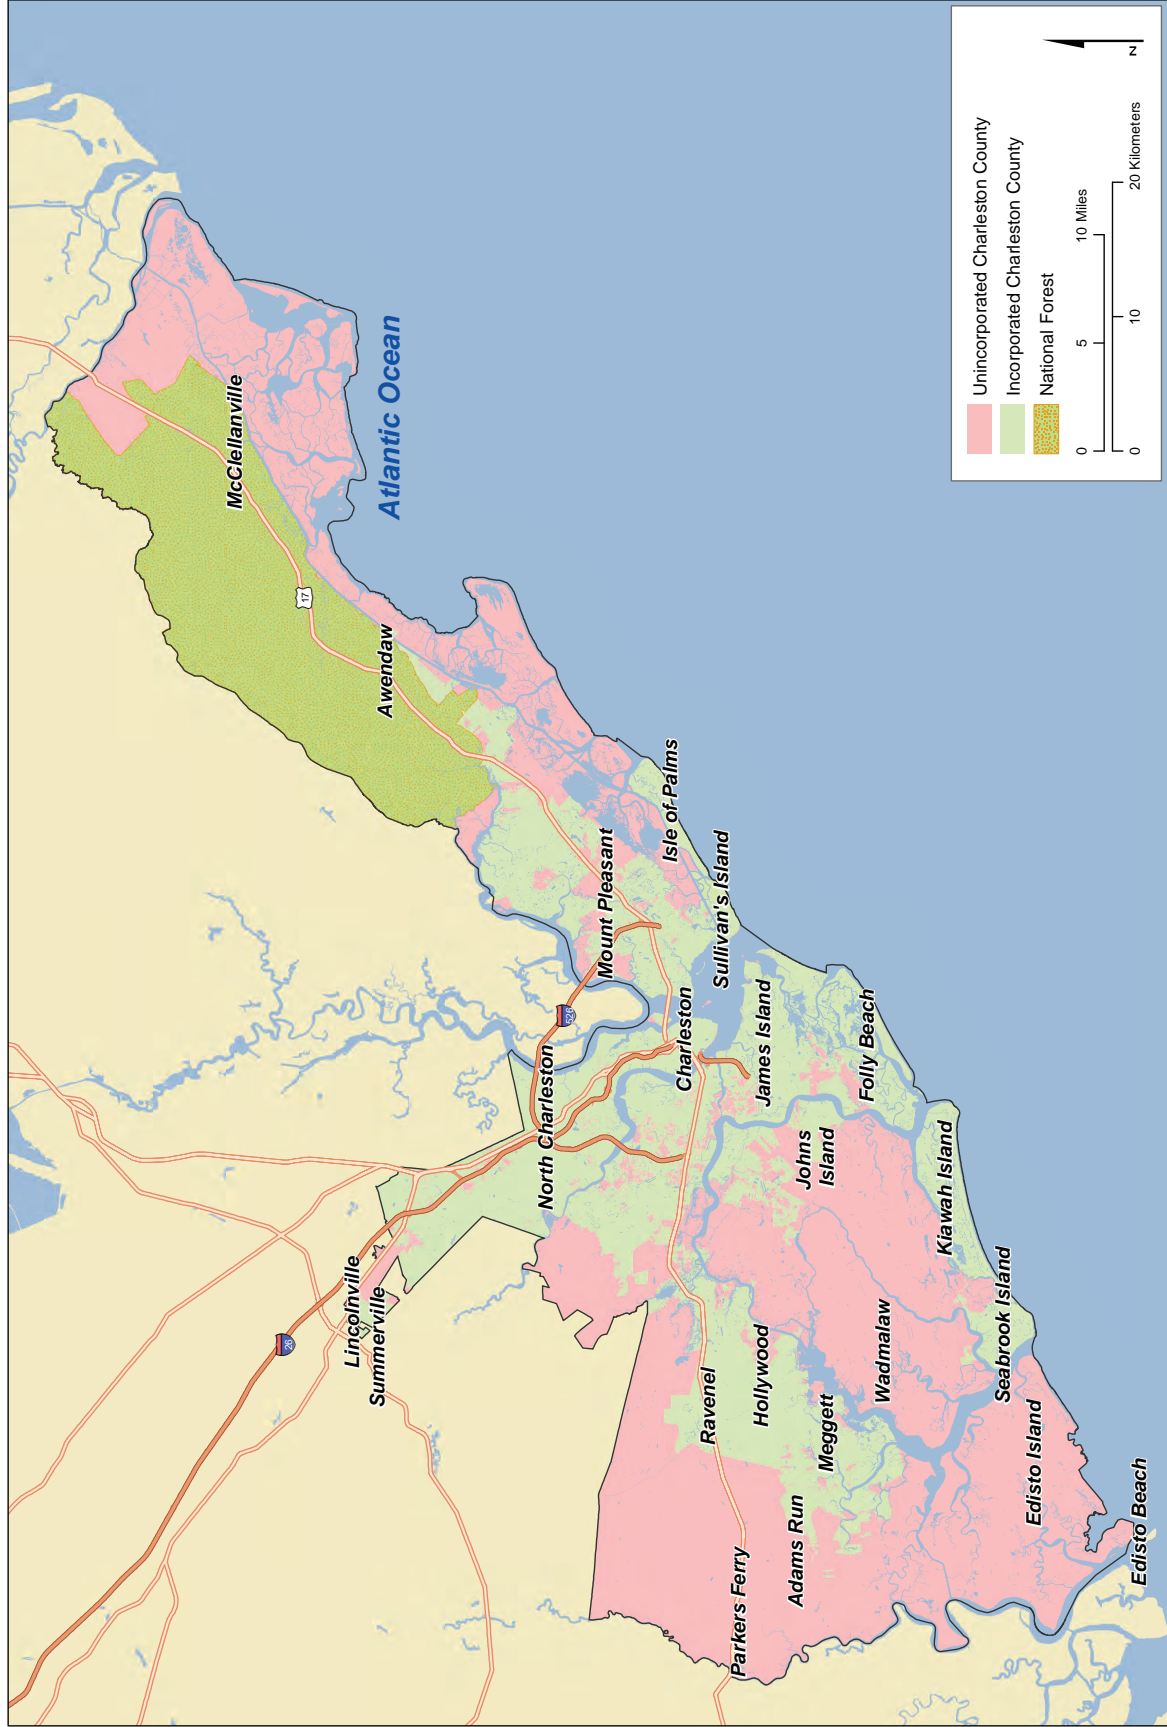 McClellanville
17
Awendaw
Atlantic Ocean
Lincolnville
Summerville
26
North Charleston
526
Mount Pleasant
Isle of Palms
Sullivan's Island
Charleston
James Island
Folly Beach
Johns
Island
Kiawah Island
Seabrook Island
Wadmalaw
Hollywood
Ravenel
Meggett
Adams Run
Parkers Ferry
Edisto Island
Edisto Beach
Unincorporated Charleston County
Incorporated Charleston County
National Forest
0 5 10 Miles
0 10 20 Kilometers
N